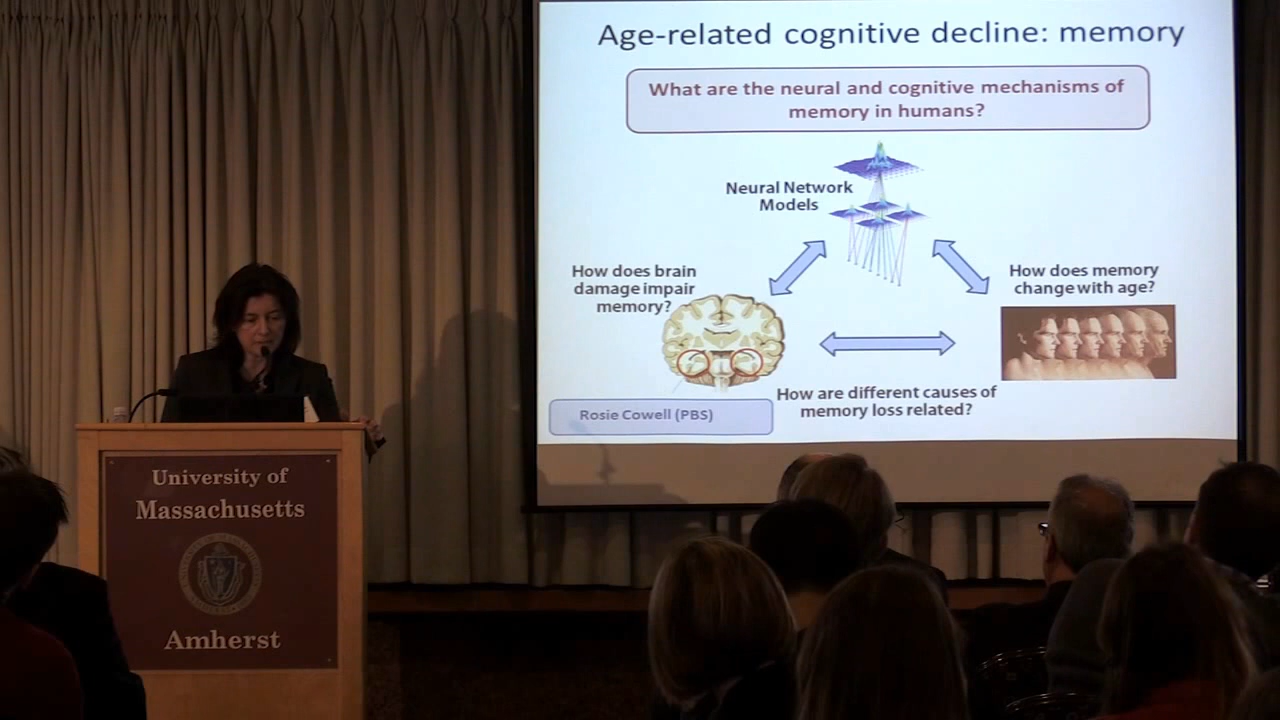 Age-related cognitive decline: memory
What are the neural and cognitive mechanisms of
memory in humans?
Neural Network
Models
How does brain
damage impair
memory?
How does memory
change with age?
How are different causes of
memory loss related?
Rosie Cowell (PBS)
University of
Massachusetts
Amherst